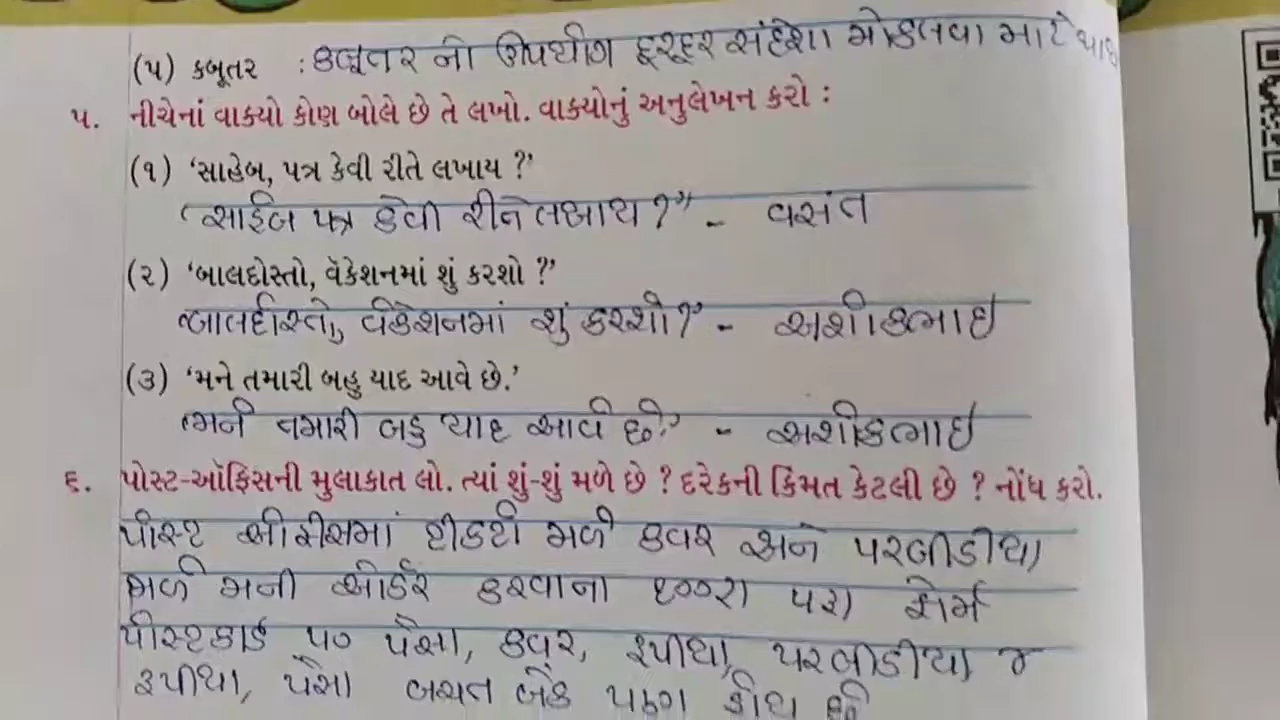 (૫) કબૂતર : કબૂતર નો ઉપયોગ દૂરદૂર સંદેશા મોકલવા માટે થાય
૫. નીચેનાં વાક્યો કોણ બોલે છે તે લખો. વાક્યોનું અનુલેખન કરો :
(૧) ‘સાહેબ, પત્ર કેવી રીતે લખાય ?’
‘સાહેબ પત્ર કેવી રીતે લખાય ?” - વસંત
(૨) ‘બાલદોસ્તો, વૅકેશનમાં શું કરશો ?’
‘બાલદોસ્તો, વેકેશનમાં શું કરશો?” - અશોકભાઇ
(૩) ‘મને તમારી બહુ યાદ આવે છે.’
‘મને તમારી બહુ યાદ આવે છે.’ - અશોકભાઇ
૬. પોસ્ટ-ઑફિસની મુલાકાત લો. ત્યાં શું-શું મળે છે ? દરેકની કિંમત કેટલી છે ? નોંધ કરો.
પોસ્ટ ઓફીસમાં ટીકટો મળે કવર અને પરબીડીયા
મળે મની ઓર્ડર કરવાના ફોર્મ
પોસ્ટકાર્ડ ૫૦ પૈસા, કવર, રૂપીયા, પરબીડીયા ૪
રૂપીયા, પૈસા બચત બેંક પણ હોય છે